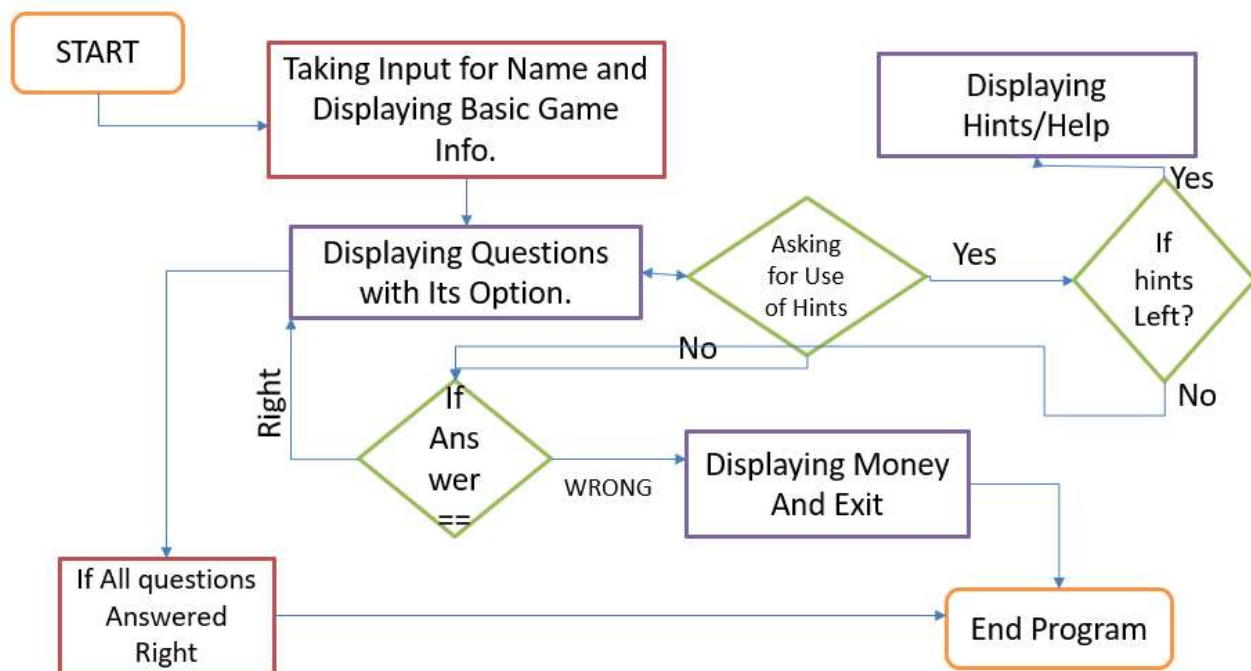 START
Taking Input for Name and
Displaying Basic Game
Info.
Displaying
Hints/Help
Yes
Displaying Questions
with Its Option.
Asking
for Use
of Hints
Yes
If
hints
Left?
No
No
Right
If
Ans
wer
==
WRONG
Displaying Money
And Exit
If All questions
Answered
Right
End Program